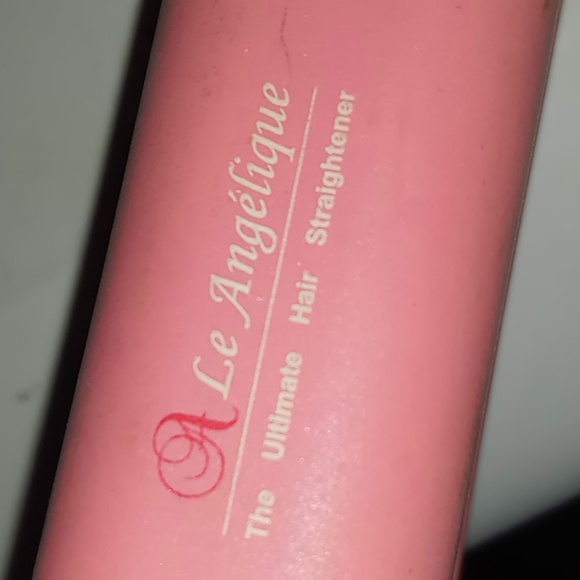 A Le Angélique
The Ultimate Hair Straightener